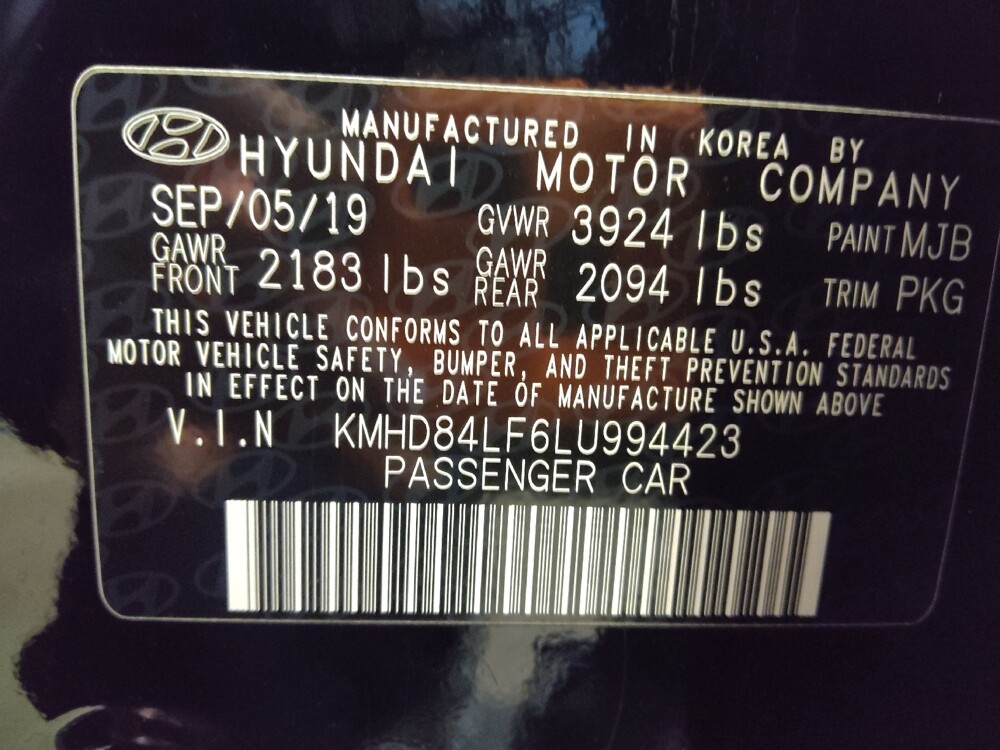 MANUFACTURED IN KOREA BY
HYUNDAI MOTOR COMPANY
SEP/05/19 GVWR 3924 lbs PAINT MJB
GAWR FRONT 2183 lbs GAWR REAR 2094 lbs TRIM PKG
THIS VEHICLE CONFORMS TO ALL APPLICABLE U.S.A. FEDERAL
MOTOR VEHICLE SAFETY, BUMPER, AND THEFT PREVENTION STANDARDS
IN EFFECT ON THE DATE OF MANUFACTURE SHOWN ABOVE
V.I.N KMHD84LF6LU994423
PASSENGER CAR